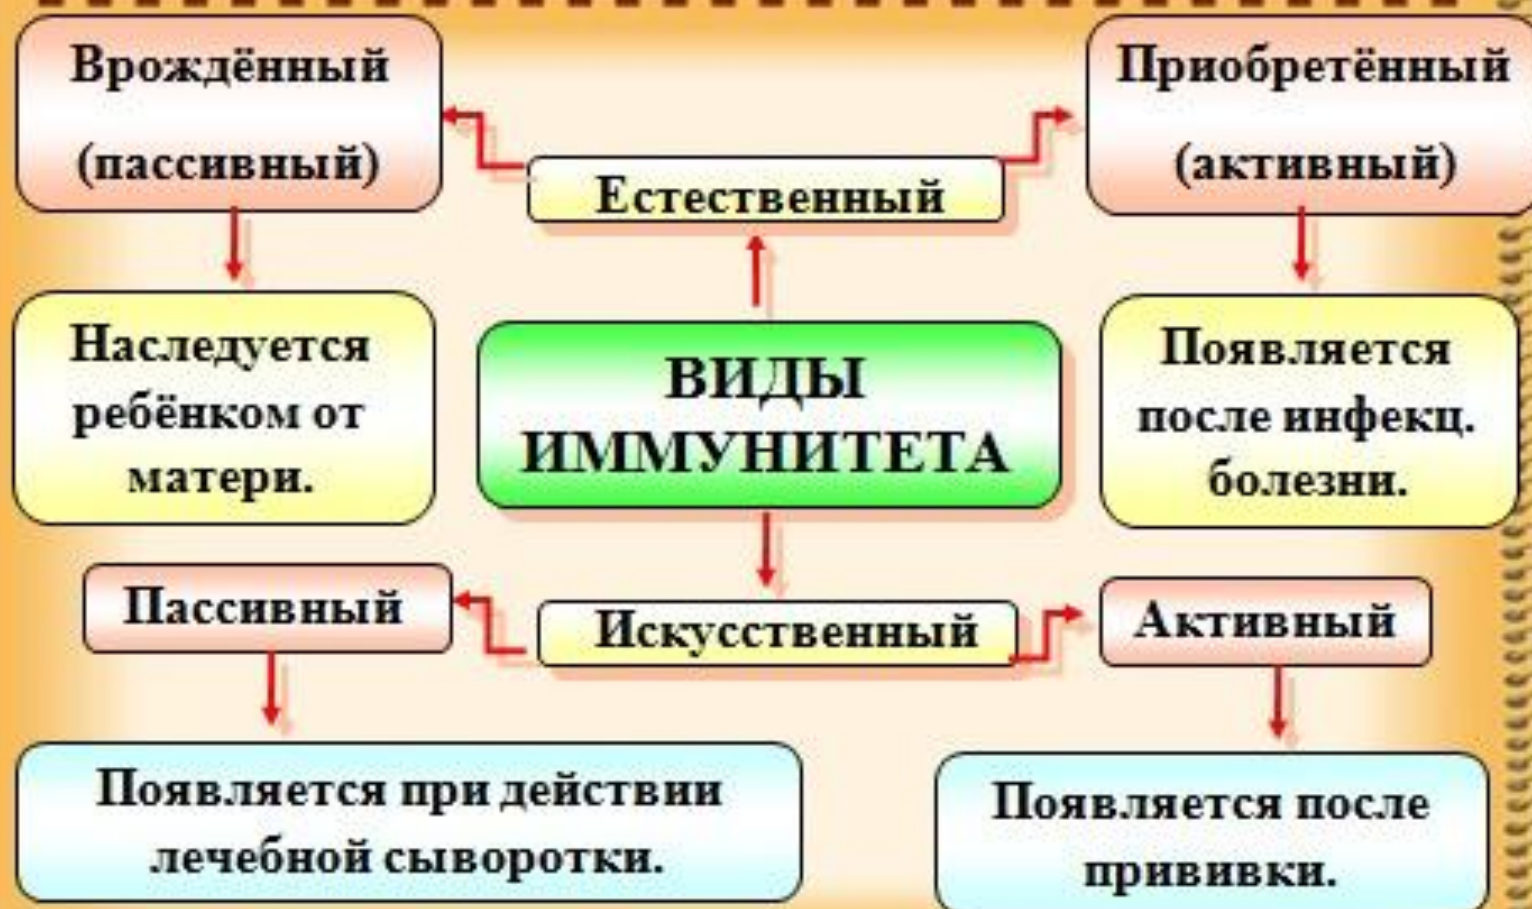 Врождённый
(пассивный)
Приобретённый
(активный)
Естественный
Наследуется
ребёнком от
матери.
ВИДЫ
ИММУНИТЕТА
Появляется
после инфекц.
болезни.
Пассивный
Искусственный
Активный
Появляется при действии
лечебной сыворотки.
Появляется после
прививки.